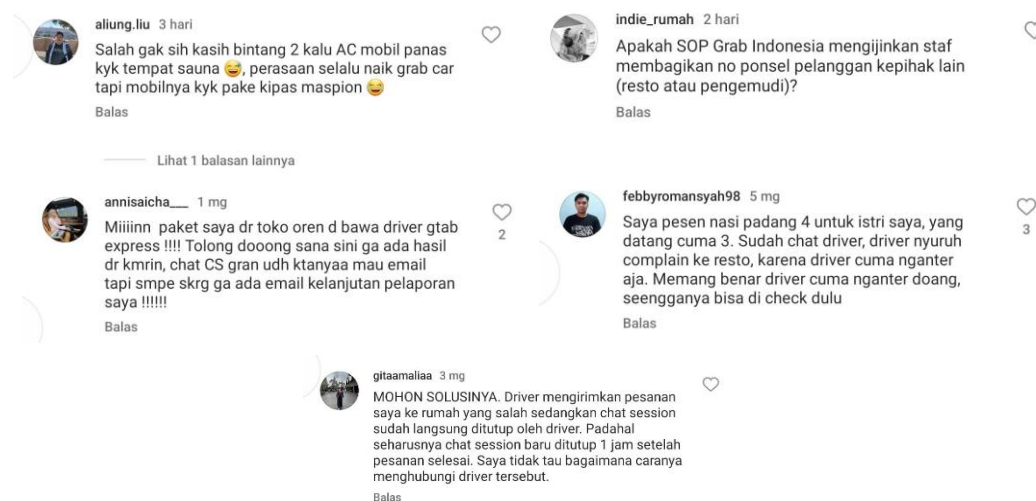 aliung.liu 3 hari
Salah gak sih kasih bintang 2 kalu AC mobil panas
kyk tempat sauna 😅, perasaan selalu naik grab car
tapi mobilnya kyk pake kipas maspion 😂
Balas
Lihat 1 balasan lainnya
indie_rumah 2 hari
Apakah SOP Grab Indonesia mengijinkan staf
membagikan no ponsel pelanggan kepihak lain
(resto atau pengemudi)?
Balas
annisaicha___ 1 mg
Miiiinn paket saya dr toko oren d bawa driver gtab
express !!!! Tolong dooong sana sini ga ada hasil
dr kmrin, chat CS gran udh ktanyaa mau email
tapi smpe skrg ga ada email kelanjutan pelaporan
saya !!!!!!
2
Balas
febbyromansyah98 5 mg
Saya pesen nasi padang 4 untuk istri saya, yang
datang cuma 3. Sudah chat driver, driver nyuruh
complain ke resto, karena driver cuma nganter
aja. Memang benar driver cuma nganter doang,
seengganya bisa di check dulu
3
Balas
gitaamaliaa 3 mg
MOHON SOLUSINYA. Driver mengirimkan pesanan
saya ke rumah yang salah sedangkan chat session
sudah langsung ditutup oleh driver. Padahal
seharusnya chat session baru ditutup 1 jam setelah
pesanan selesai. Saya tidak tau bagaimana caranya
menghubungi driver tersebut.
Balas